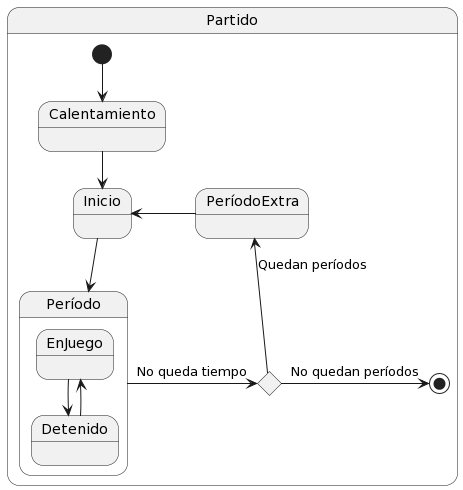 Partido
Calentamiento
Inicio
PeríodoExtra
Quedan períodos
Período
EnJuego
No queda tiempo
No quedan períodos
Detenido